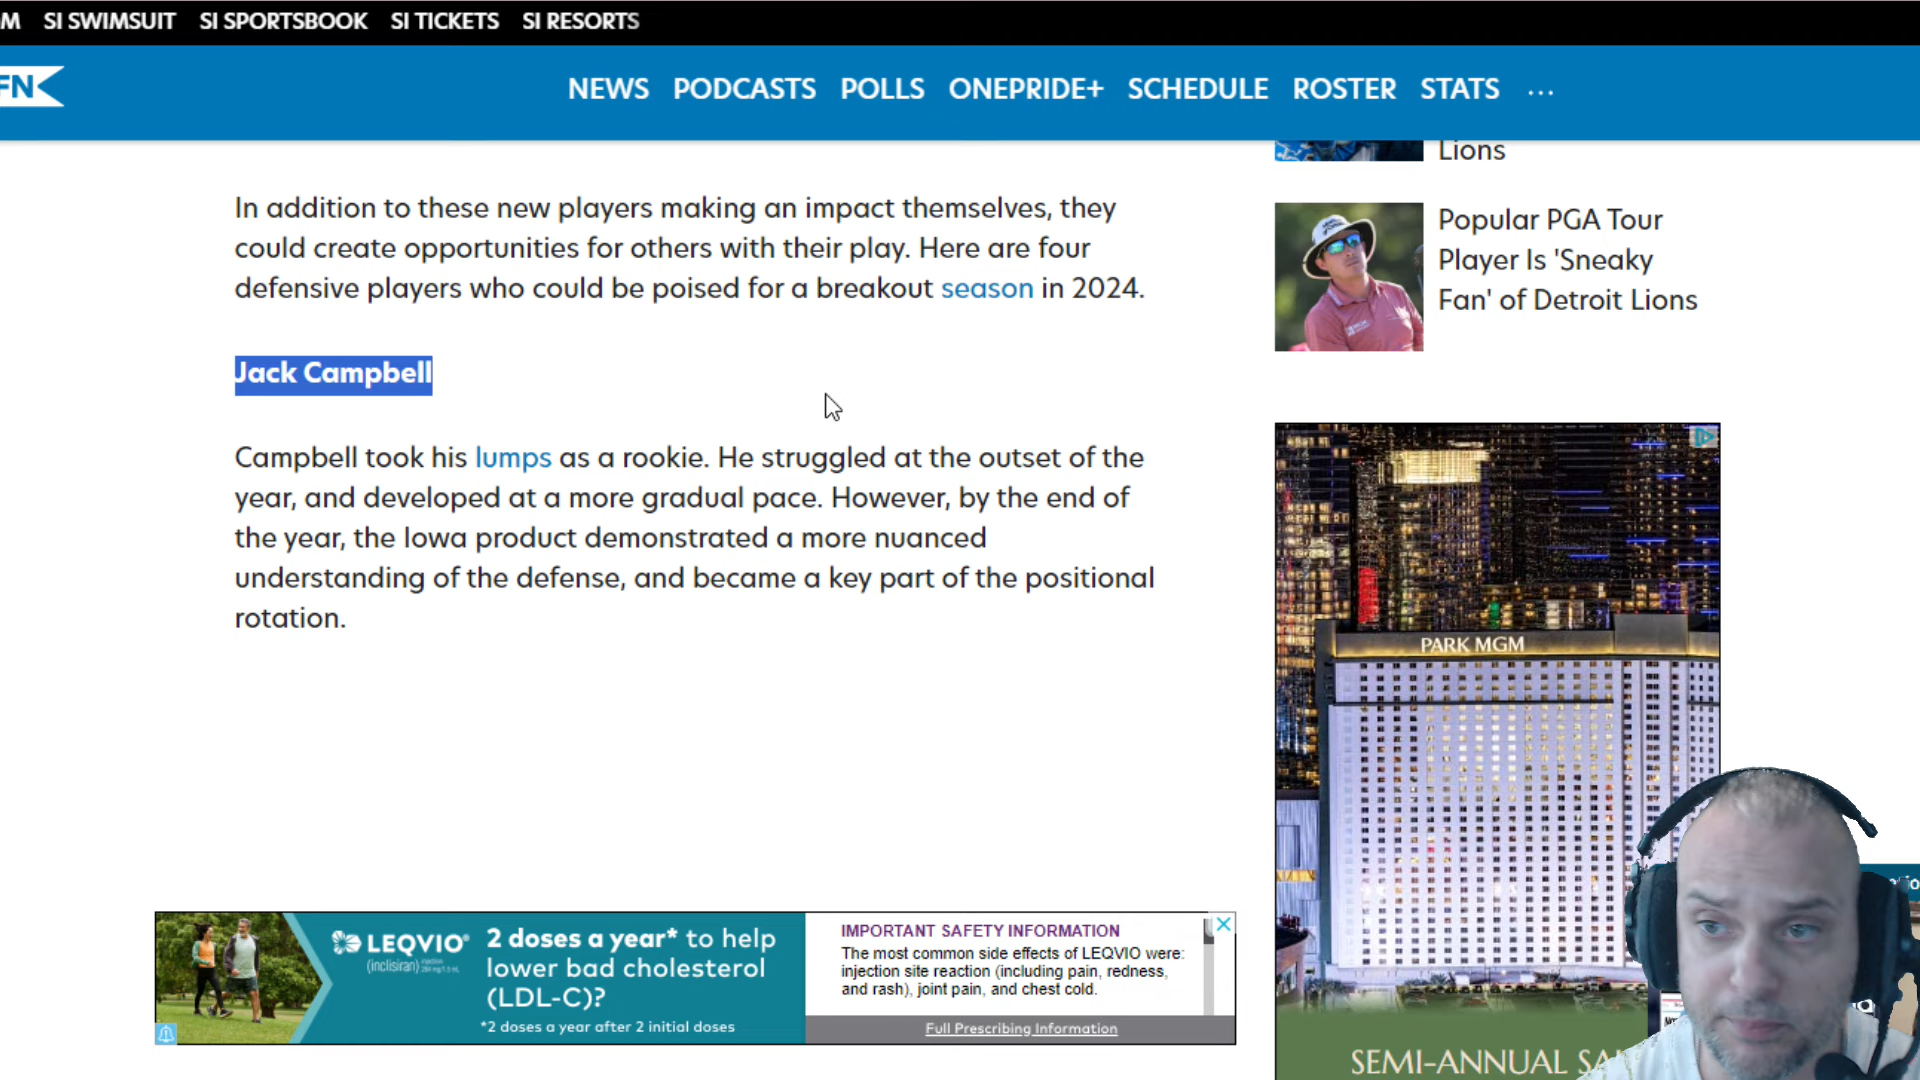 SI SWIMSUIT SI SPORTSBOOK SI TICKETS SI RESORTS
FN
NEWS PODCASTS POLLS ONEPRIDE+ SCHEDULE ROSTER STATS ...
In addition to these new players making an impact themselves, they
could create opportunities for others with their play. Here are four
defensive players who could be poised for a breakout season in 2024.
Jack Campbell
Campbell took his lumps as a rookie. He struggled at the outset of the
year, and developed at a more gradual pace. However, by the end of
the year, the Iowa product demonstrated a more nuanced
understanding of the defense, and became a key part of the positional
rotation.
Lions
Popular PGA Tour
Player Is 'Sneaky
Fan' of Detroit Lions
PARK MGM
SEMI-ANNUAL
LEQVIO®
(inclisiran)
2 doses a year* to help
lower bad cholesterol
(LDL-C)?
*2 doses a year after 2 initial doses
IMPORTANT SAFETY INFORMATION
The most common side effects of LEQVIO were:
injection site reaction (including pain, redness,
and rash), joint pain, and chest cold.
Full Prescribing Information